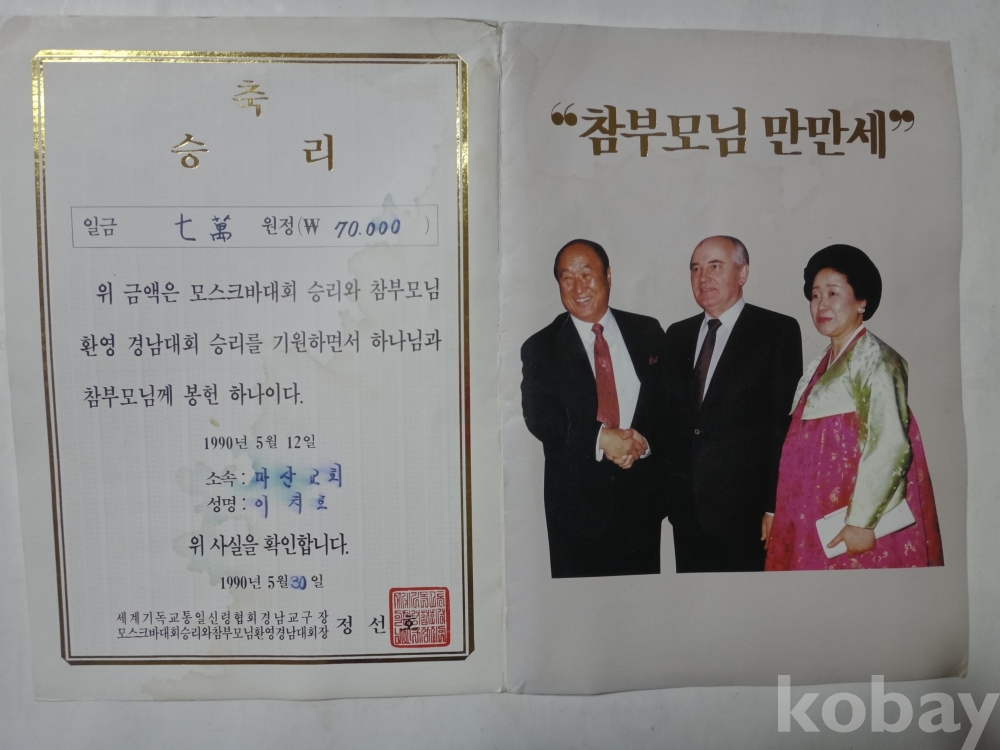 축
승 리
일금 七萬 원정(₩ 70.000 )
위 금액은 모스크바대회 승리와 참부모님
환영 경남대회 승리를 기원하면서 하나님과
참부모님께 봉헌 하나이다.
1990년 5월 12일
소속 : 마산교회
성명 : 이
위 사실을 확인합니다.
1990년 5월 30일
세계기독교통일신령협회경남교구장
모스크바대회승리와참부모님환영경남대회장
정 선 호
“참부모님 만만세”
kobay